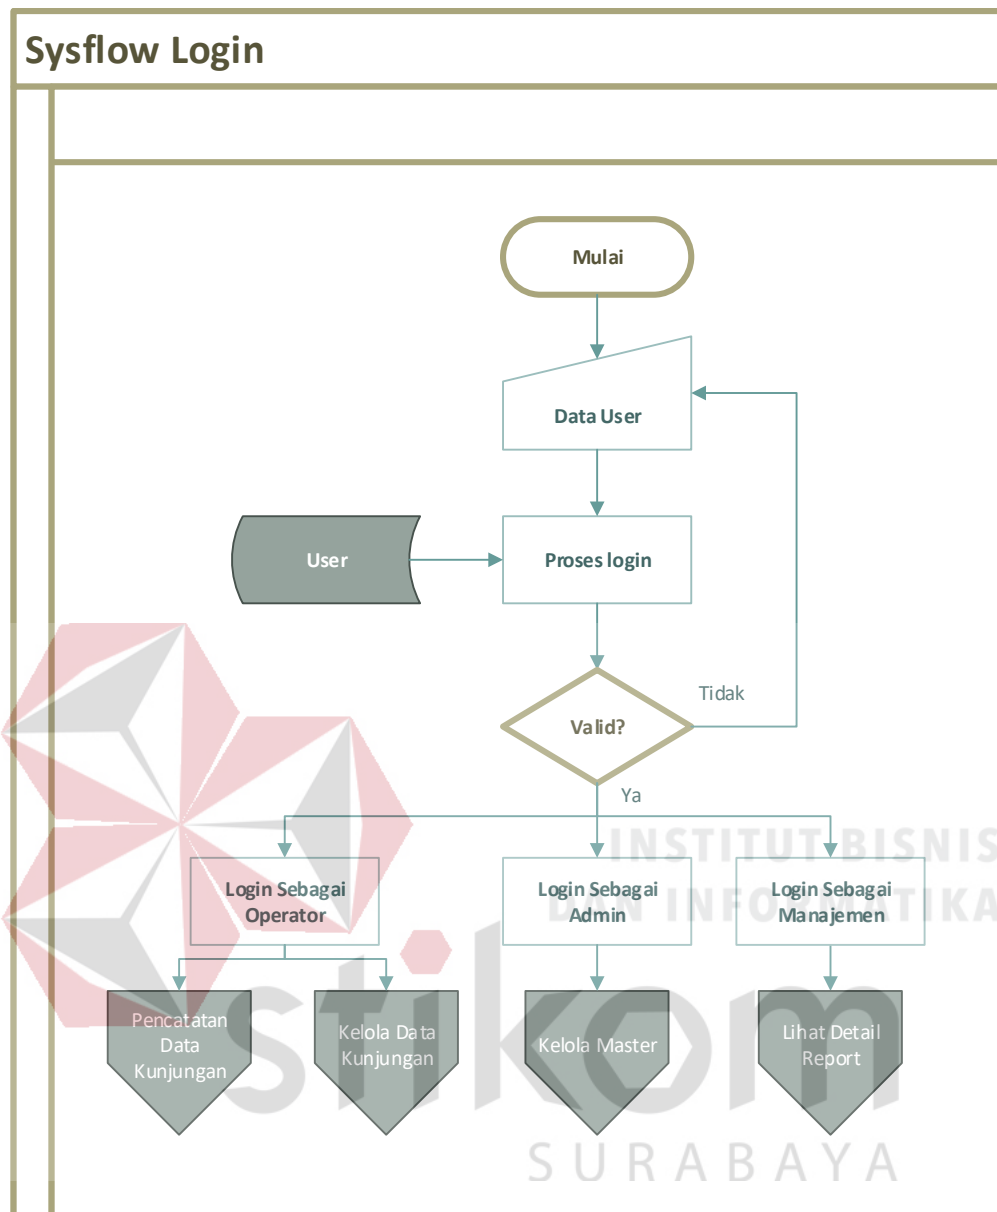 Sysflow Login
Mulai
Data User
User
Proses login
Valid?
Tidak
Ya
INSTITUT BISNIS
DAN INFORMATIKA
Login Sebagai
Operator
Login Sebagai
Admin
Login Sebagai
Manajemen
stikom
Pencatatan
Data
Kunjungan
Kelola Data
Kunjungan
Kelola Master
Lihat Detail
Report
SURABAYA